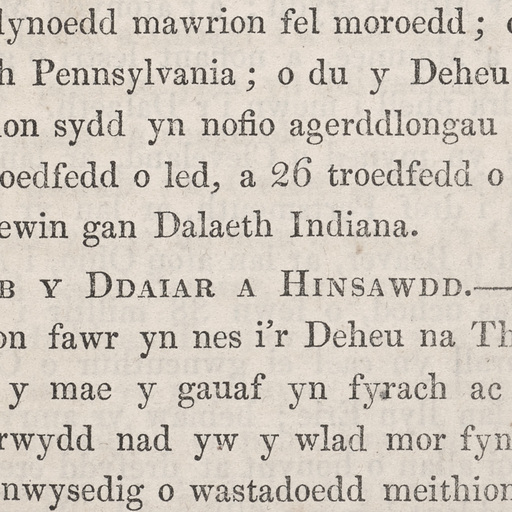 lynoedd mawrion fel moroedd;
h Pennsylvania; o du y Deheu
on sydd yn nofio agerddlongau
oedfedd o led, a 26 troedfedd o
ewin gan Dalaeth Indiana.
B Y DDAIAR A HINSAWDD.—
on fawr yn nes i'r Deheu na Th
y mae y gauaf yn fyrach ac
rwydd nad yw y wlad mor fyn
nwysedig o wastadoedd meithion